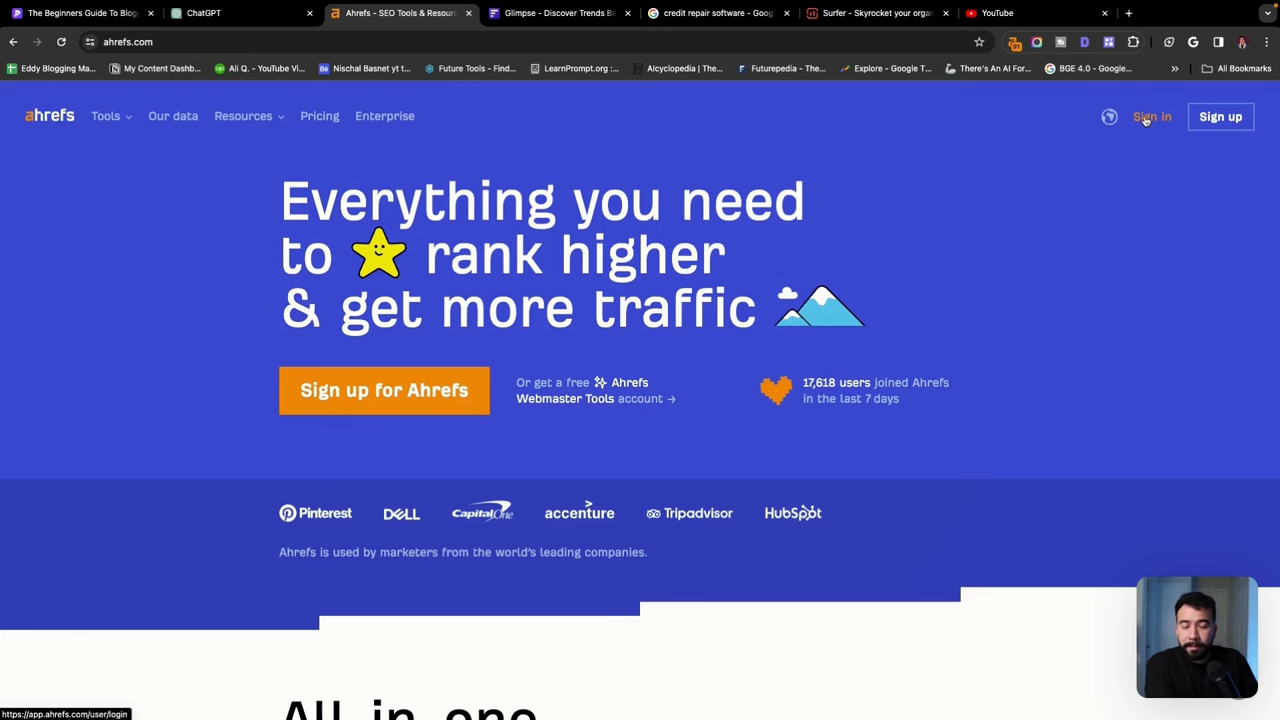 The Beginners Guide To Blog
ChatGPT
Ahrefs - SEO Tools & Resour
Glimpse - Discover Trends Be
credit repair software - Goog
Surfer - Skyrocket your orga
YouTube
ahrefs.com
Eddy Blogging Ma...
My Content Dashb...
Ali Q. - YouTube Vi...
Nischal Basnet yt t...
Future Tools - Find...
LearnPrompt.org :...
AIcyclopedia | The...
Futurepedia - The...
Explore - Google T...
There's An AI For...
BGE 4.0 - Google...
»
All Bookmarks
ahrefs Tools Our data Resources Pricing Enterprise Sign in Sign up
Everything you need
to rank higher
& get more traffic
Sign up for Ahrefs
Or get a free Ahrefs
Webmaster Tools account →
17,618 users joined Ahrefs
in the last 7 days
Pinterest DELL Capital One accenture Tripadvisor HubSpot
Ahrefs is used by marketers from the world's leading companies.
https://app.ahrefs.com/user/login